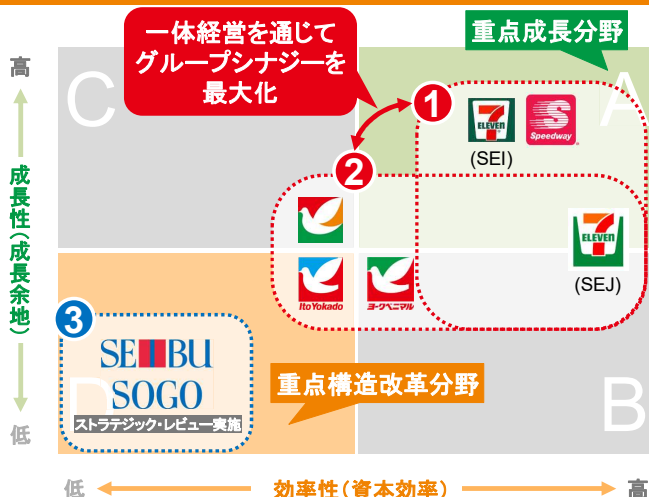 一体経営を通じて
グループシナジーを
最大化
重点成長分野
高
成長性(成長余地)
低
C
A
1
ELEVEN
(SEI)
Speedway
2
ELEVEN
(SEJ)
ItoYokado
ヨークベニマル
3
SEIBU
SOGO
ストラテジック・レビュー実施
D
重点構造改革分野
B
低
効率性(資本効率)
高